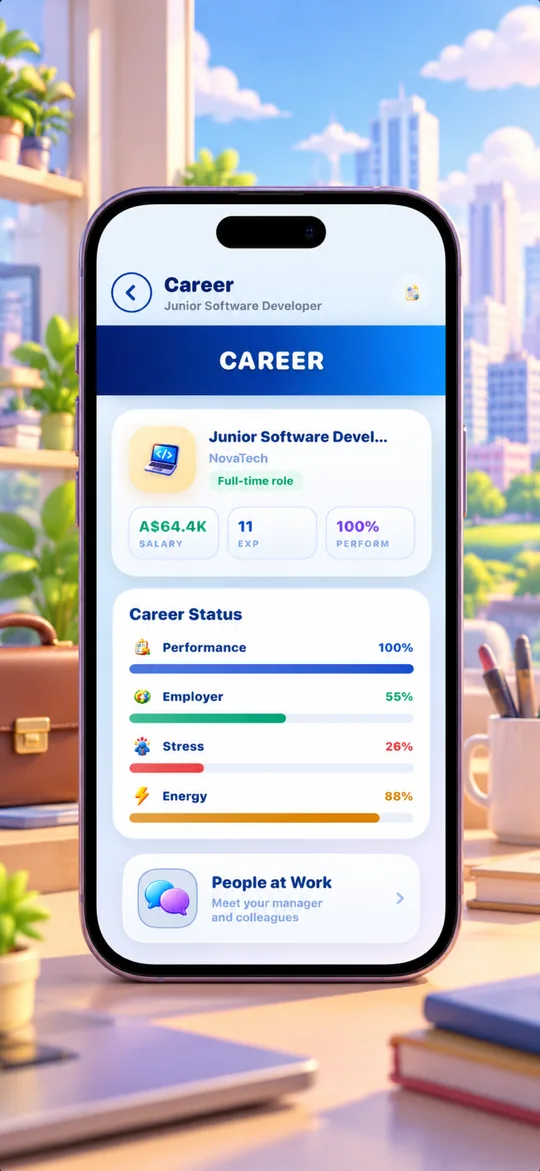 Career
Junior Software Developer
CAREER
Junior Software Devel...
NovaTech
Full-time role
A$64.4K
SALARY
11
EXP
100%
PERFORM
Career Status
Performance 100%
Employer 55%
Stress 26%
Energy 88%
People at Work
Meet your manager
and colleagues